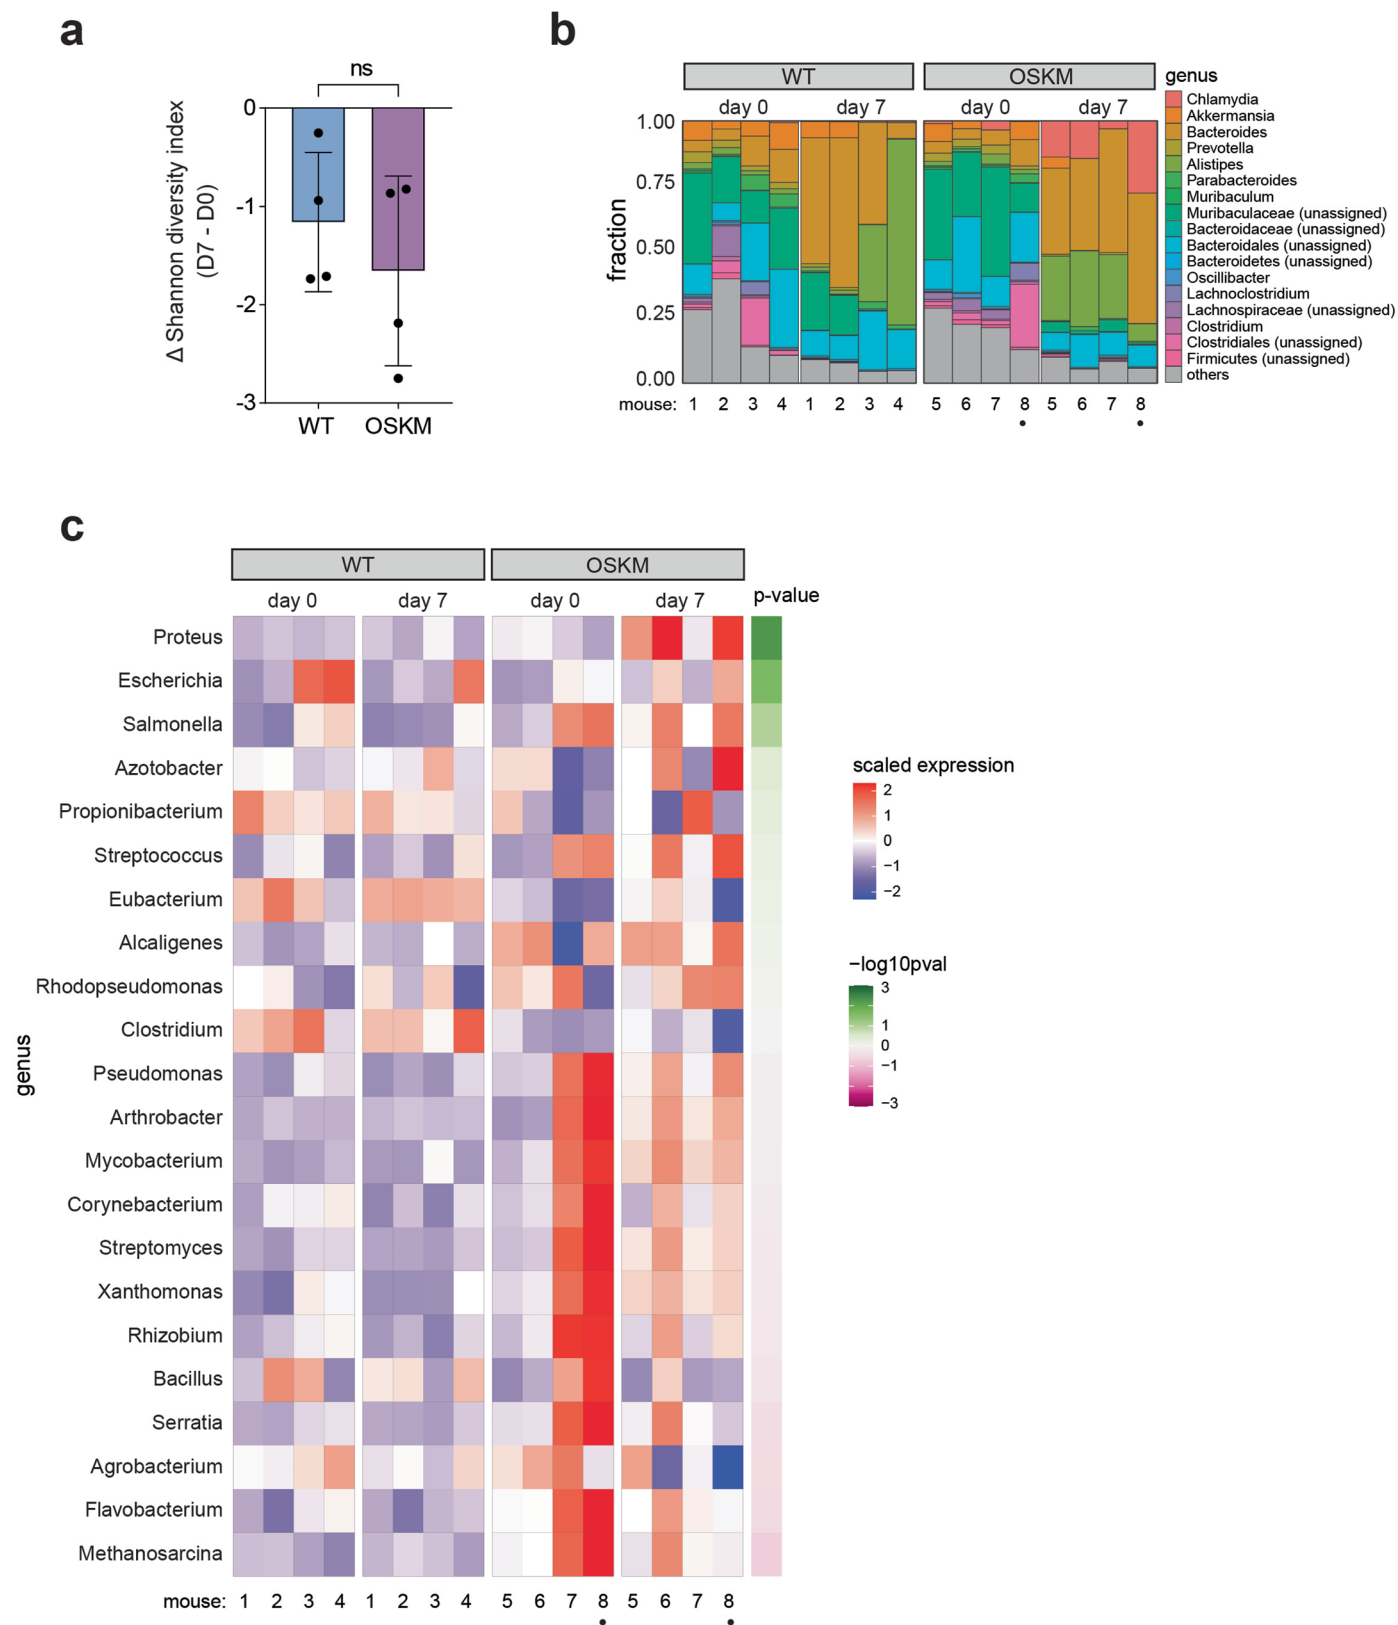 a
ns
Δ Shannon diversity index
(D7 - D0)
0
-1
-2
-3
WT OSKM
b
WT OSKM
day 0 day 7 day 0 day 7
fraction
1.00
0.75
0.50
0.25
0.00
mouse: 1 2 3 4 1 2 3 4 5 6 7 8 5 6 7 8
genus
Chlamydia
Akkermansia
Bacteroides
Prevotella
Alistipes
Parabacteroides
Muribaculum
Muribaculaceae (unassigned)
Bacteroidaceae (unassigned)
Bacteroidales (unassigned)
Bacteroidetes (unassigned)
Oscillibacter
Lachnoclostridium
Lachnospiraceae (unassigned)
Clostridium
Clostridiales (unassigned)
Firmicutes (unassigned)
others
c
WT OSKM
day 0 day 7 day 0 day 7 p-value
genus
Proteus
Escherichia
Salmonella
Azotobacter
Propionibacterium
Streptococcus
Eubacterium
Alcaligenes
Rhodopseudomonas
Clostridium
Pseudomonas
Arthrobacter
Mycobacterium
Corynebacterium
Streptomyces
Xanthomonas
Rhizobium
Bacillus
Serratia
Agrobacterium
Flavobacterium
Methanosarcina
mouse: 1 2 3 4 1 2 3 4 5 6 7 8 5 6 7 8
scaled expression
2
1
0
−1
−2
−log10pval
3
1
0
−1
−3